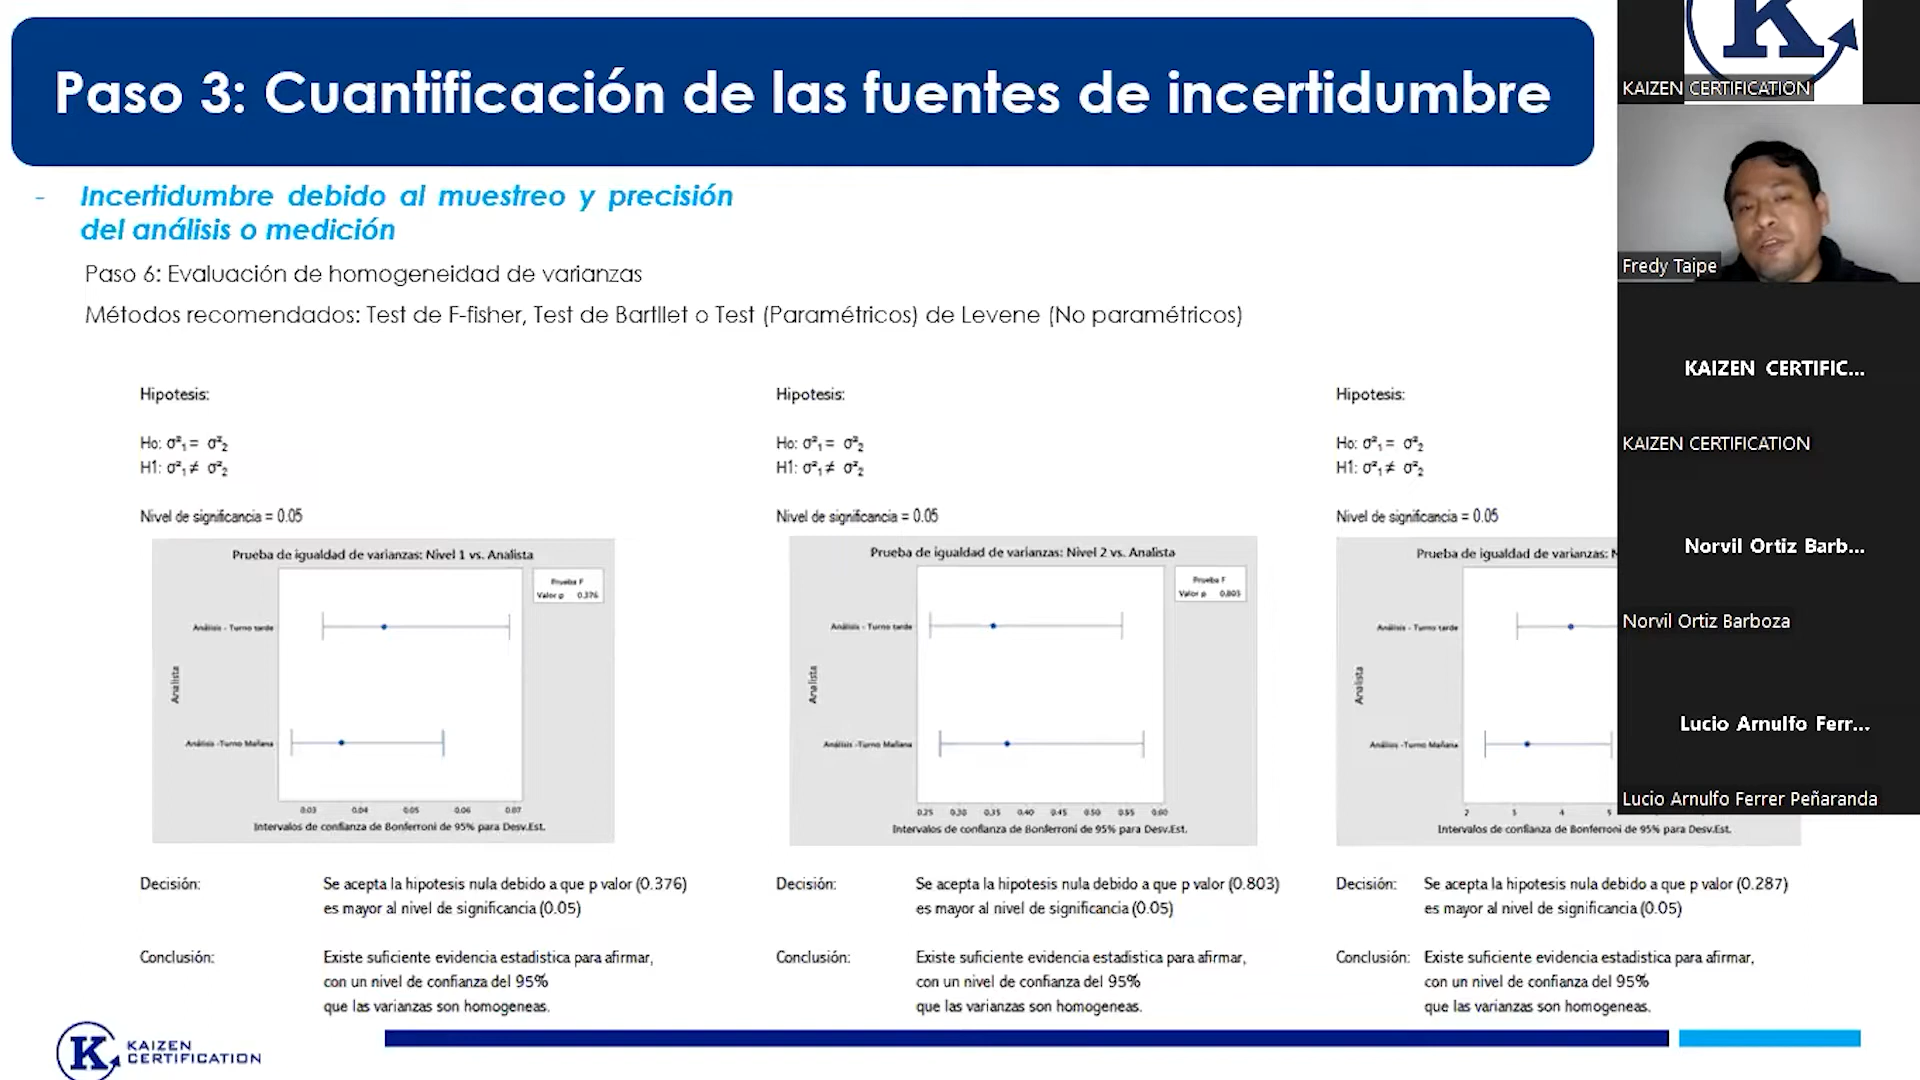 Paso 3: Cuantificación de las fuentes de incertidumbre
- Incertidumbre debido al muestreo y precisión
del análisis o medición
Paso 6: Evaluación de homogeneidad de varianzas
Métodos recomendados: Test de F-fisher, Test de Bartllet o Test (Paramétricos) de Levene (No paramétricos)
Hipotesis:
Ho: σ²₁ = σ²₂
H1: σ²₁ ≠ σ²₂
Nivel de significancia = 0.05
Prueba de igualdad de varianzas: Nivel 1 vs. Analista
Prueba F
Valor p 0.376
Análisis - Turno tarde
Analista
Análisis -Turno Mañana
0.03 0.04 0.05 0.06 0.07
Intervalos de confianza de Bonferroni de 95% para Desv.Est.
Decisión: Se acepta la hipotesis nula debido a que p valor (0.376)
es mayor al nivel de significancia (0.05)
Conclusión: Existe suficiente evidencia estadistica para afirmar,
con un nivel de confianza del 95%
que las varianzas son homogeneas.
Hipotesis:
Ho: σ²₁ = σ²₂
H1: σ²₁ ≠ σ²₂
Nivel de significancia = 0.05
Prueba de igualdad de varianzas: Nivel 2 vs. Analista
Prueba F
Valor p 0.803
Análisis - Turno tarde
Analista
Análisis -Turno Mañana
0.25 0.30 0.35 0.40 0.45 0.50 0.55 0.60
Intervalos de confianza de Bonferroni de 95% para Desv.Est.
Decisión: Se acepta la hipotesis nula debido a que p valor (0.803)
es mayor al nivel de significancia (0.05)
Conclusión: Existe suficiente evidencia estadistica para afirmar,
con un nivel de confianza del 95%
que las varianzas son homogeneas.
Hipotesis:
Ho: σ²₁ = σ²₂
H1: σ²₁ ≠ σ²₂
Nivel de significancia = 0.05
Prueba de igualdad de varianzas: N
Análisis - Turno tarde
Analista
Análisis -Turno Mañana
2 3 4 5
Intervalos de confianza de Bonferroni de 95% para Desv.Est.
Decisión: Se acepta la hipotesis nula debido a que p valor (0.287)
es mayor al nivel de significancia (0.05)
Conclusión: Existe suficiente evidencia estadistica para afirmar,
con un nivel de confianza del 95%
que las varianzas son homogeneas.
K KAIZEN
CERTIFICATION
K
KAIZEN CERTIFICATION
Fredy Taipe
KAIZEN CERTIFIC...
KAIZEN CERTIFICATION
Norvil Ortiz Barb...
Norvil Ortiz Barboza
Lucio Arnulfo Ferr...
Lucio Arnulfo Ferrer Peñaranda